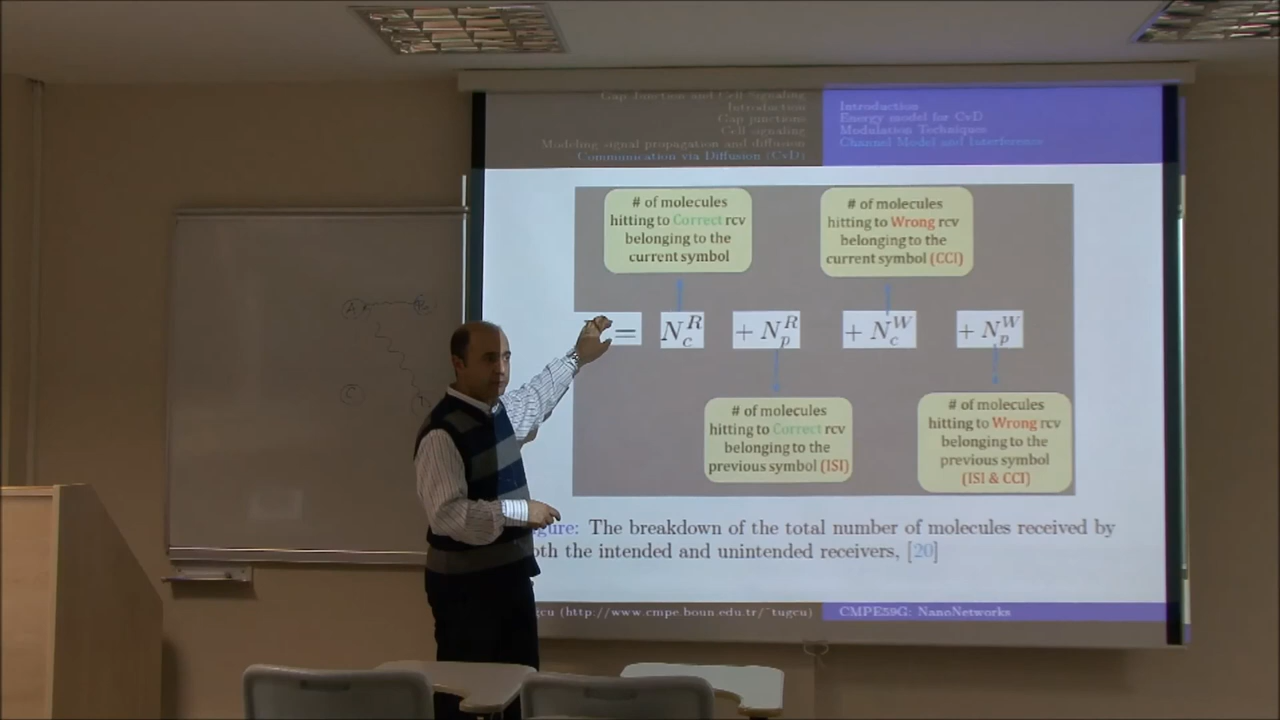 Gap Junction and Cell Signaling
Introduction
Gap junctions
Cell signaling
Modeling signal propagation and diffusion
Communication via Diffusion (CvD)
Introduction
Energy model for CvD
Modulation Techniques
Channel Model and Interference
# of molecules
hitting to Correct rcv
belonging to the
current symbol
# of molecules
hitting to Wrong rcv
belonging to the
current symbol (CCI)
= N_c^R + N_p^R + N_c^W + N_p^W
# of molecules
hitting to Correct rcv
belonging to the
previous symbol (ISI)
# of molecules
hitting to Wrong rcv
belonging to the
previous symbol
(ISI & CCI)
The breakdown of the total number of molecules received by
the intended and unintended receivers, [20]
(http://www.cmpe.boun.edu.tr/~tugcu)
CMPE59G: NanoNetworks
A
C